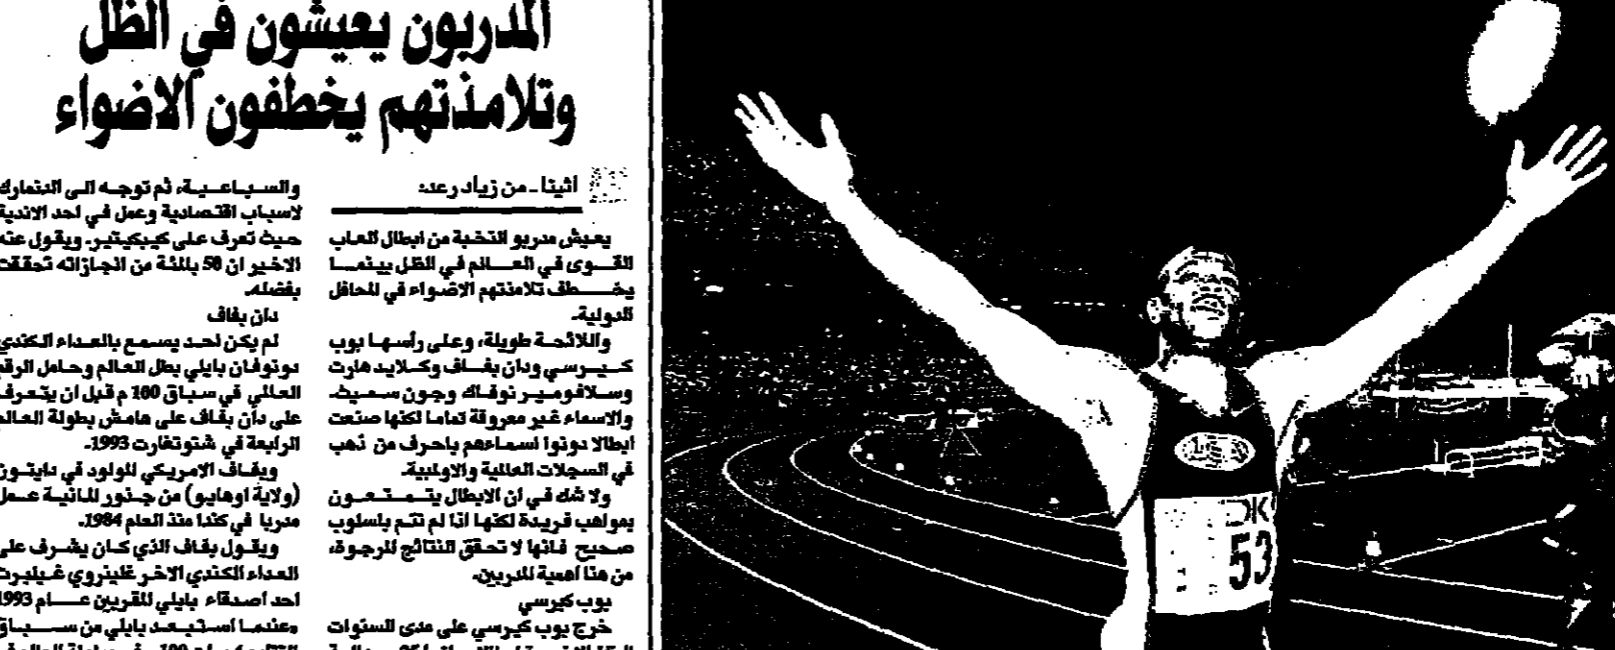 المدربون يعيشون في الظل
وتلامذتهم يخطفون الاضواء
اثينا - من زياد رعد:
يعيش مدربو النخبة من ابطال العاب
القوى في العالم في الظل بينما
يخطف تلامذتهم الاضواء في المحافل
الدولية.
واللائحة طويلة، وعلى رأسها بوب
كيرسي ودان بفاف وكلايد هارت
وسلافومير نوفاك وجون سميث.
والاسماء غير معروفة تماما لكنها صنعت
ابطالا دونوا اسماءهم باحرف من ذهب
في السجلات العالمية والاولمبية.
ولا شك في ان الابطال يتمتعون
بمواهب فريدة لكنها اذا لم تتم باسلوب
صحيح فانها لا تحقق النتائج المرجوة،
من هنا اهمية المدربين.
بوب كيرسي
خرج بوب كيرسي على مدى السنوات
والسباعية، ثم توجه الى الدنمارك
لاسباب اقتصادية وعمل في احد الاندية
حيث تعرف على كيبكيتير. ويقول عنه
الاخير ان 50 بالمئة من انجازاته تحققت
بفضله.
دان بفاف
لم يكن احد يسمع بالعداء الكندي
دونوفان بايلي بطل العالم وحامل الرقم
العالمي في سباق 100 م قبل ان يتعرف
على دان بفاف على هامش بطولة العالم
الرابعة في شتوتغارت 1993.
وبفاف الامريكي المولود في دايتون
(ولاية اوهايو) من جذور المانية عمل
مدربا في كندا منذ العام 1984.
ويقول بفاف الذي كان يشرف على
العداء الكندي الاخر غلينروي غيلبرت
احد اصدقاء بايلي المقربين عام 1993
«عندما استبعد بايلي من سباق
DK
53